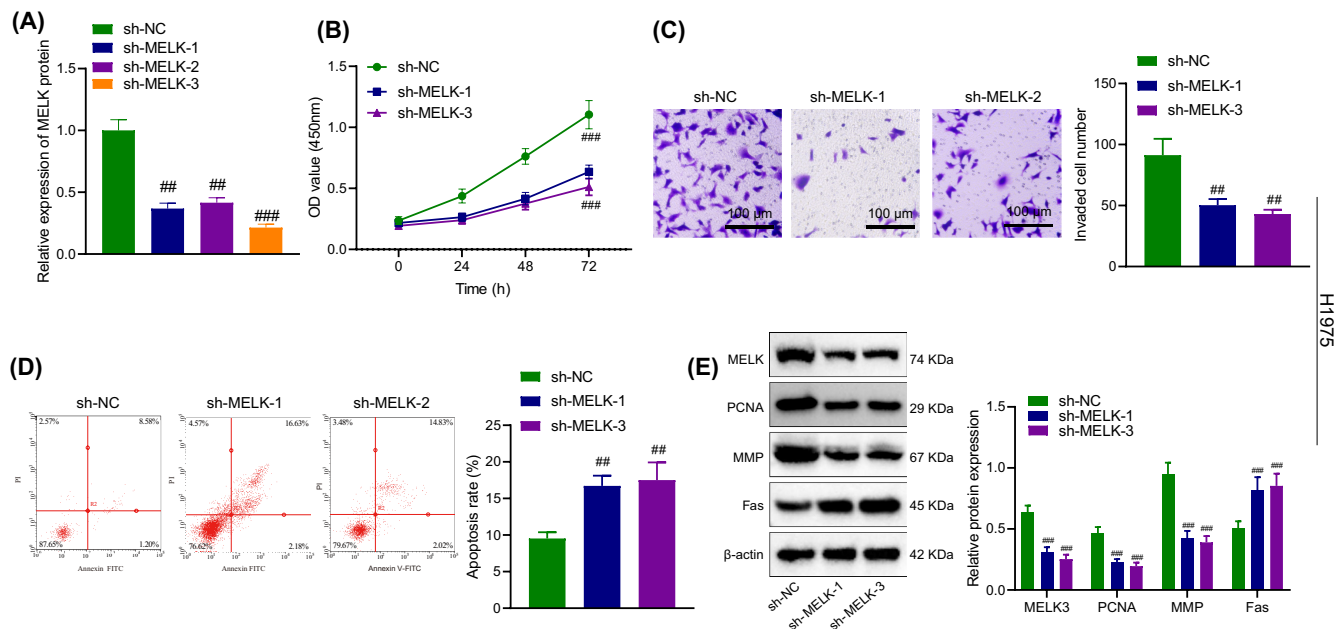 (A)
sh-NC
sh-MELK-1
sh-MELK-2
sh-MELK-3
Relative expression of MELK protein
1.5
1.0
0.5
0.0
##
##
###
(B)
sh-NC
sh-MELK-1
sh-MELK-3
OD value (450nm)
1.5
1.0
0.5
0.0
###
###
0
24
48
72
Time (h)
(C)
sh-NC
sh-MELK-1
sh-MELK-2
100 µm
100 µm
100 µm
sh-NC
sh-MELK-1
sh-MELK-3
Invaded cell number
150
100
50
0
##
##
H1975
(D)
sh-NC
sh-MELK-1
sh-MELK-2
2.57%
8.58%
PI
R2
87.65%
1.20%
Annexin FITC
4.57%
16.63%
PI
76.62%
2.18%
Annexin FITC
3.48%
14.83%
PI
R2
79.67%
2.02%
Annexin V-FITC
sh-NC
sh-MELK-1
sh-MELK-3
Apoptosis rate (%)
25
20
15
10
5
0
##
##
(E)
MELK
74 KDa
PCNA
29 KDa
MMP
67 KDa
Fas
45 KDa
β-actin
42 KDa
sh-NC
sh-MELK-1
sh-MELK-3
sh-NC
sh-MELK-1
sh-MELK-3
Relative protein expression
1.5
1.0
0.5
0.0
###
###
###
###
###
###
###
###
MELK3
PCNA
MMP
Fas